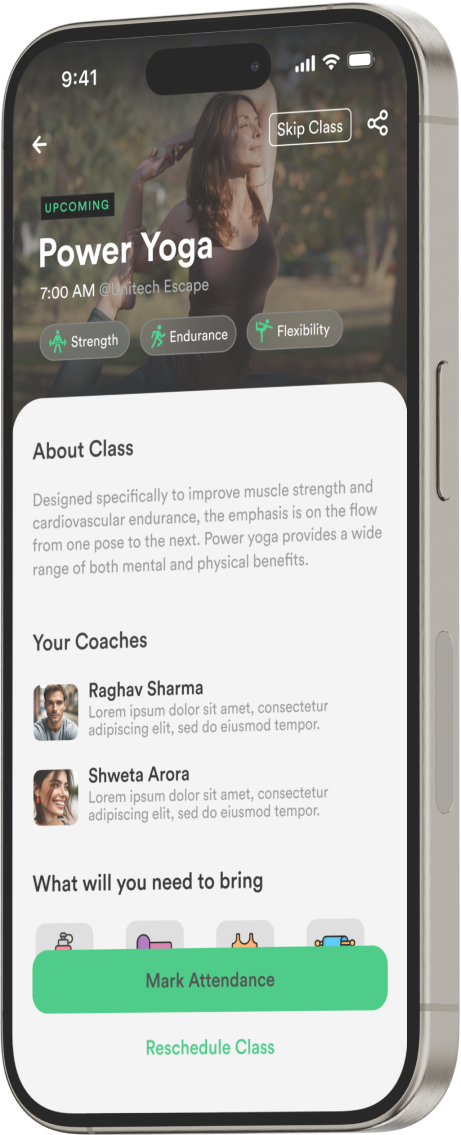 9:41
Skip Class
UPCOMING
Power Yoga
7:00 AM @Unitech Escape
Strength
Endurance
Flexibility
About Class
Designed specifically to improve muscle strength and
cardiovascular endurance, the emphasis is on the flow
from one pose to the next. Power yoga provides a wide
range of both mental and physical benefits.
Your Coaches
Raghav Sharma
Lorem ipsum dolor sit amet, consectetur
adipiscing elit, sed do eiusmod tempor.
Shweta Arora
Lorem ipsum dolor sit amet, consectetur
adipiscing elit, sed do eiusmod tempor.
What will you need to bring
Mark Attendance
Reschedule Class